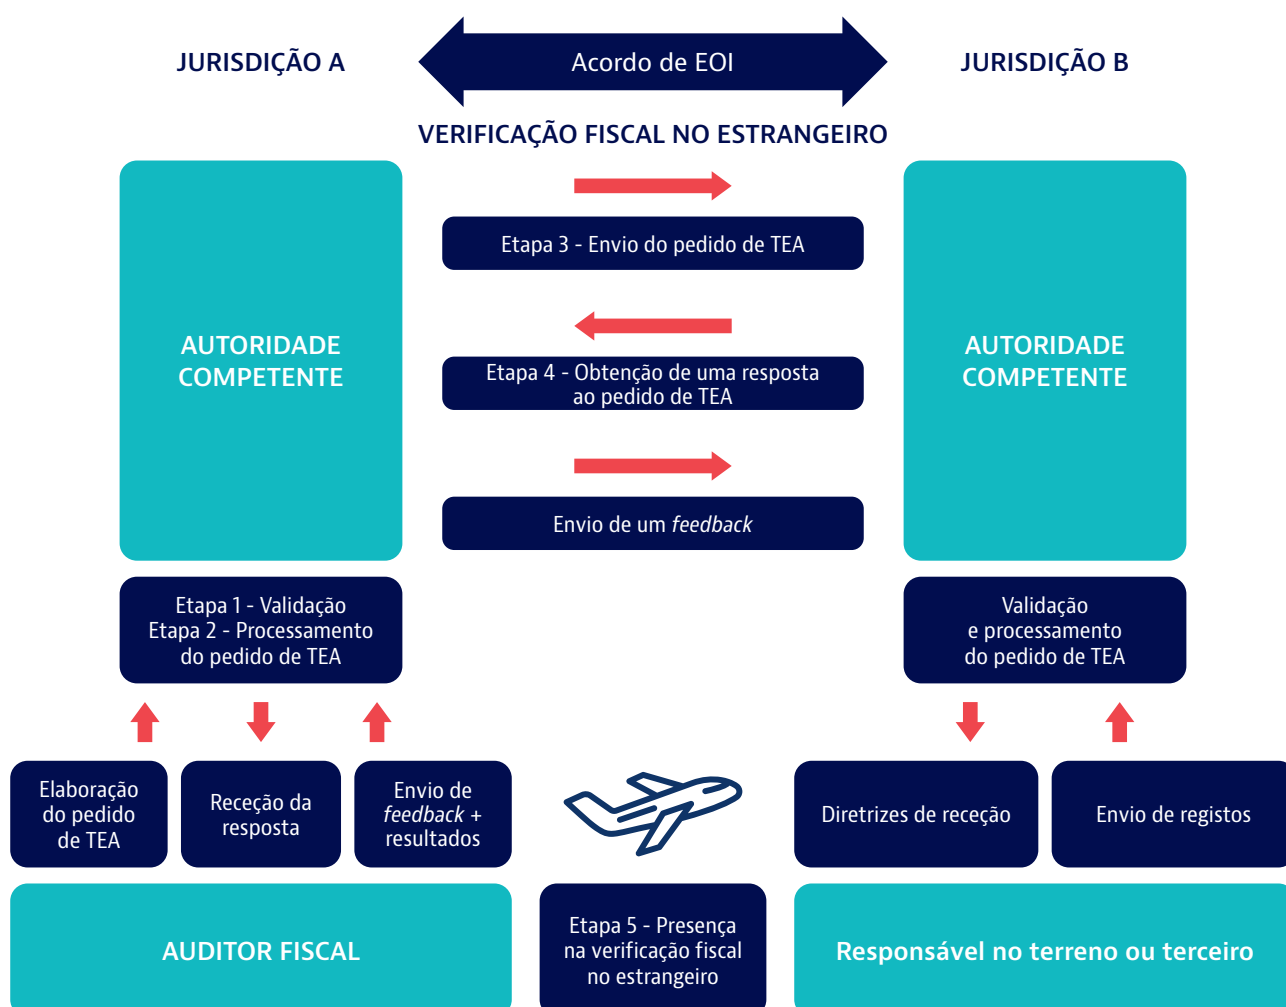 JURISDIÇÃO A
Acordo de EOI
JURISDIÇÃO B
VERIFICAÇÃO FISCAL NO ESTRANGEIRO
AUTORIDADE
COMPETENTE
Etapa 3 - Envio do pedido de TEA
Etapa 4 - Obtenção de uma resposta
ao pedido de TEA
Envio de um feedback
AUTORIDADE
COMPETENTE
Etapa 1 - Validação
Etapa 2 - Processamento
do pedido de TEA
Validação
e processamento
do pedido de TEA
Elaboração
do pedido
de TEA
Receção da
resposta
Envio de
feedback +
resultados
Diretrizes de receção
Envio de registos
AUDITOR FISCAL
Etapa 5 - Presença
na verificação fiscal
no estrangeiro
Responsável no terreno ou terceiro